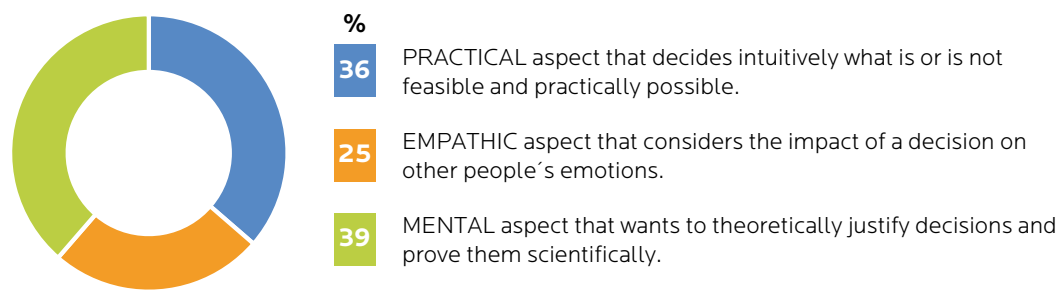 %
36
PRACTICAL aspect that decides intuitively what is or is not
feasible and practically possible.
25
EMPATHIC aspect that considers the impact of a decision on
other people´s emotions.
39
MENTAL aspect that wants to theoretically justify decisions and
prove them scientifically.